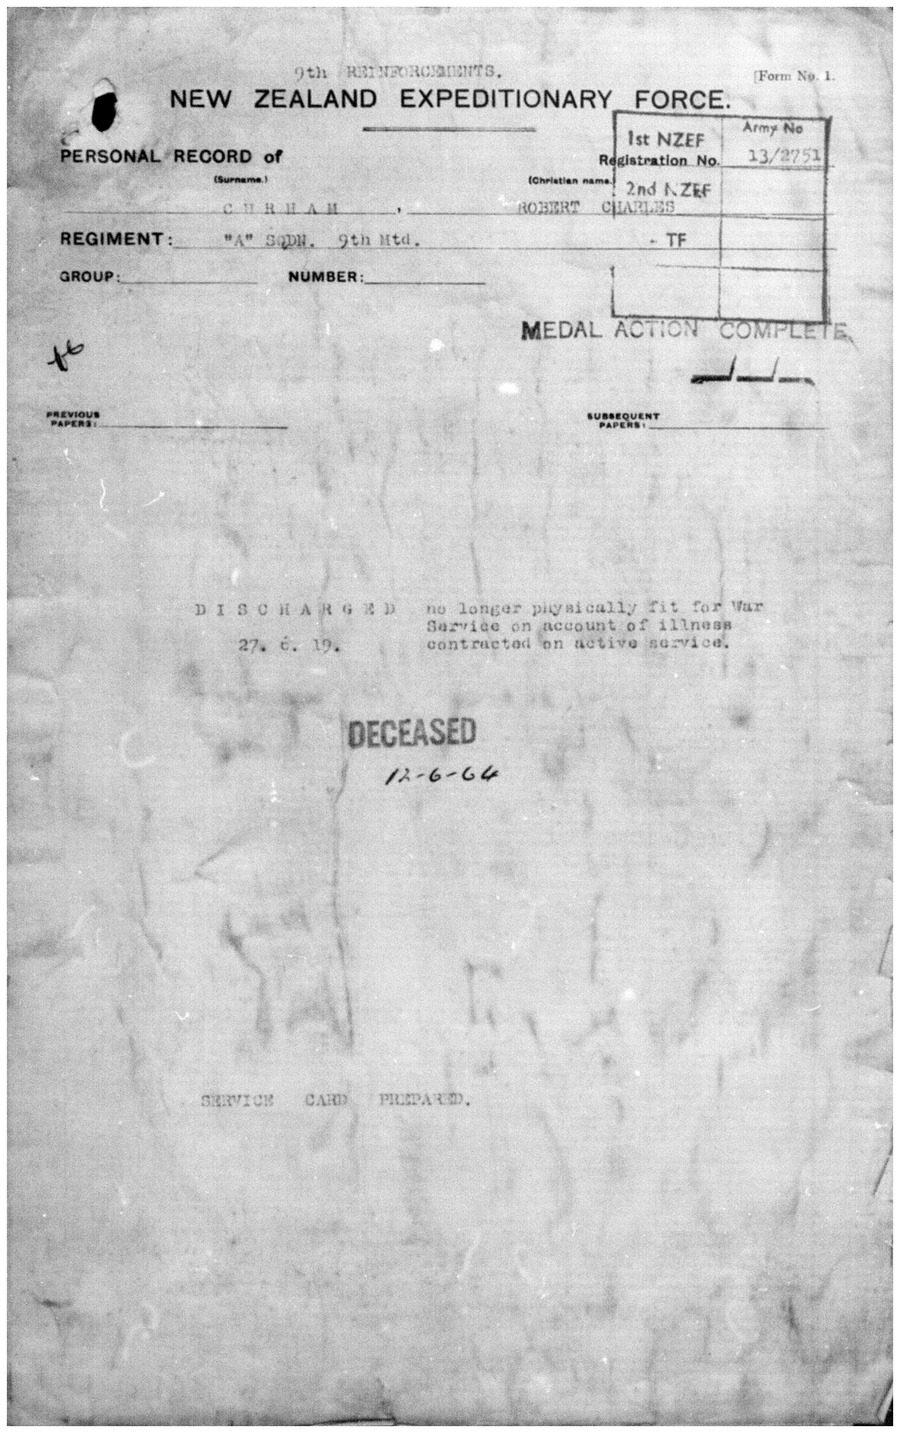 9th REINFORCEMENTS.
[Form No. 1.
NEW ZEALAND EXPEDITIONARY FORCE.
1st NZEF Army No
PERSONAL RECORD of Registration No. 13/2751
(Surname.) (Christian name.)
2nd NZEF
, ROBERT CHARLES
REGIMENT: "A" SQDN. 9th Mtd. - TF
GROUP: NUMBER:
MEDAL ACTION COMPLETE
PREVIOUS SUBSEQUENT
PAPERS: PAPERS:
D I S C H A R G E D no longer physically fit for War
Service on account of illness
27. 6. 19. contracted on active service.
DECEASED
12-6-64
SERVICE CARD PREPARED.